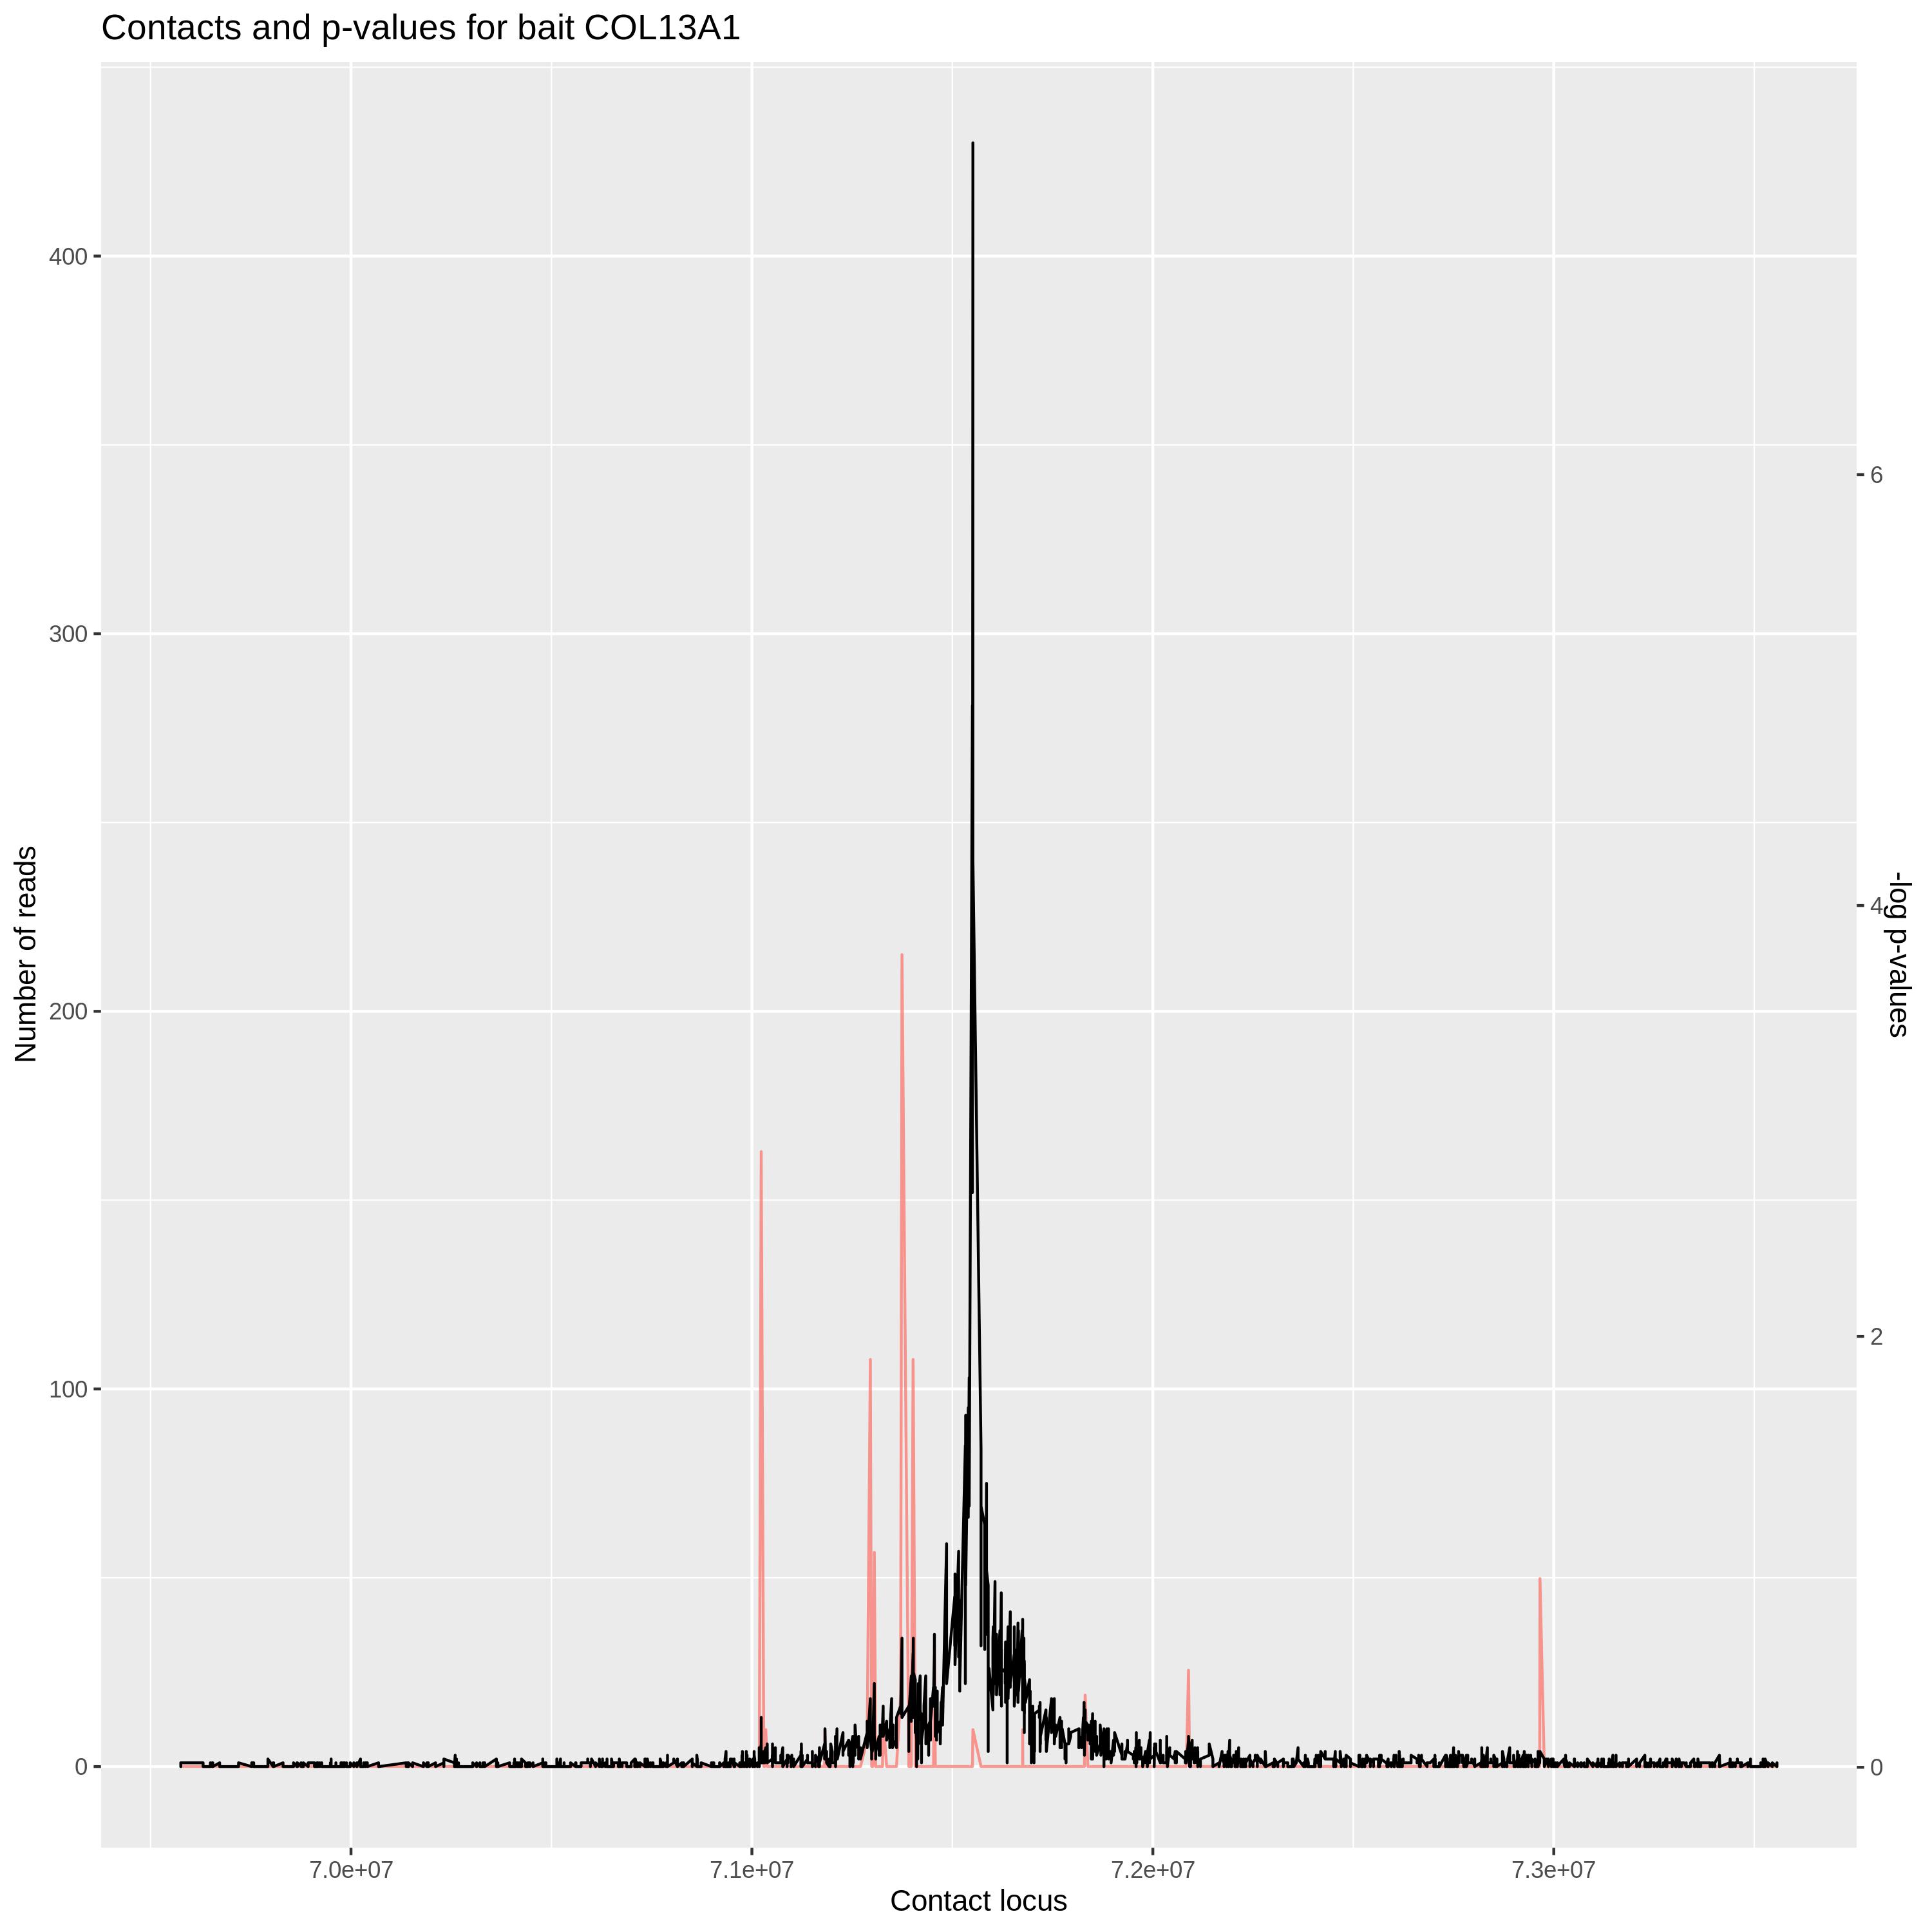 Contacts and p-values for bait COL13A1
400
300
200
100
0
Number of reads
6
4
2
0
-log p-values
7.0e+07
7.1e+07
7.2e+07
7.3e+07
Contact locus